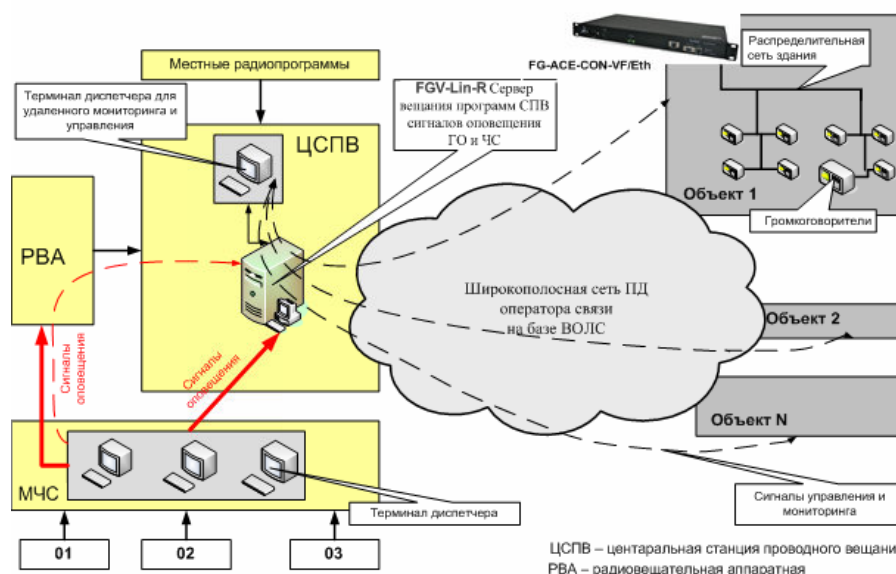 Местные радиопрограммы
Терминал диспетчера для
удаленного мониторинга и
управления
ЦСПВ
FGV-Lin-R Сервер
вещания программ СПВ
сигналов оповещения
ГО и ЧС
FG-ACE-CON-VF/Eth
Распределительная
сеть здания
Объект 1
Громкоговорители
РВА
Широкополосная сеть ПД
оператора связи
на базе ВОЛС
Объект 2
Объект N
Сигналы
оповещения
Сигналы
оповещения
МЧС
Терминал диспетчера
Сигналы управления и
мониторинга
01
02
03
ЦСПВ – центаральная станция проводного вещани
РВА – радиовещательная аппаратная